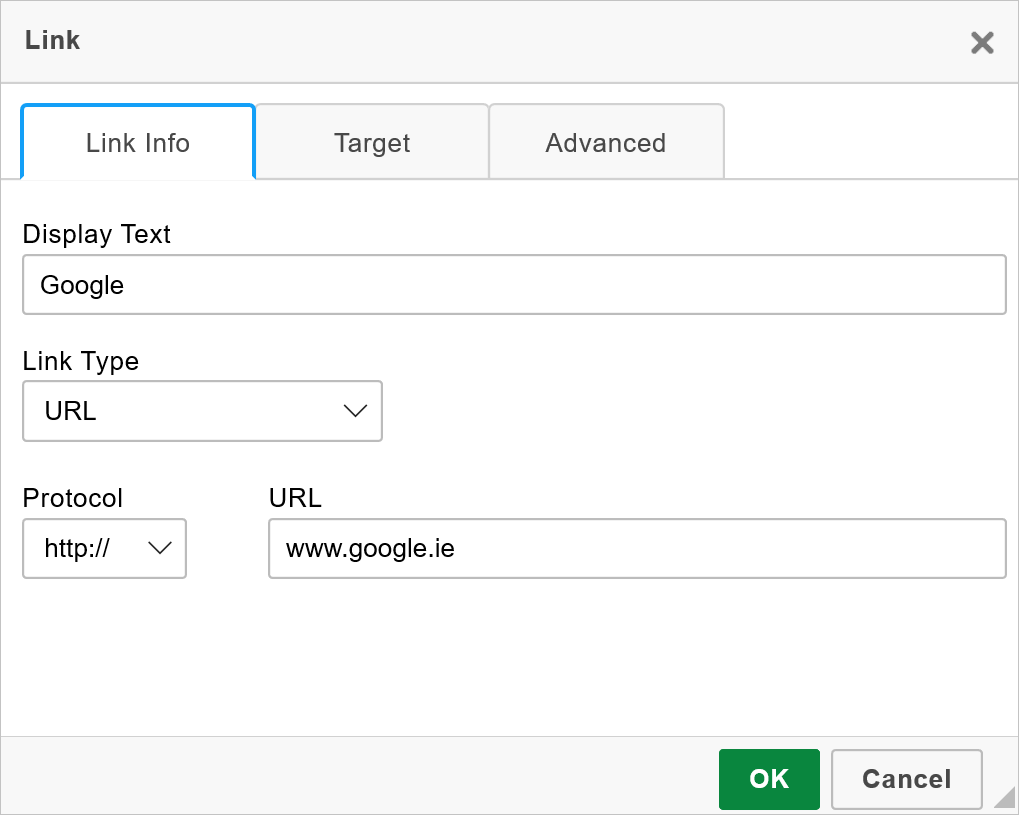 Link
Link Info Target Advanced
Display Text
Google
Link Type
URL
Protocol URL
http:// www.google.ie
OK Cancel